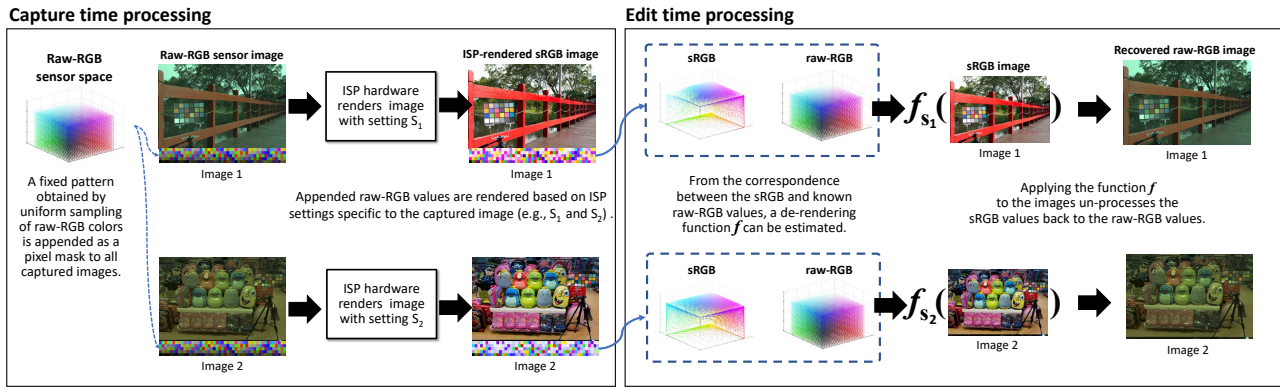 Capture time processing
Raw-RGB
sensor space
A fixed pattern
obtained by
uniform sampling
of raw-RGB colors
is appended as a
pixel mask to all
captured images.
Raw-RGB sensor image
ISP-rendered sRGB image
ISP hardware
renders image
with setting S1
Image 1
Image 1
Appended raw-RGB values are rendered based on ISP
settings specific to the captured image (e.g., S1 and S2) .
ISP hardware
renders image
with setting S2
Image 2
Image 2
Edit time processing
sRGB
raw-RGB
sRGB image
Recovered raw-RGB image
fs1( )
Image 1
Image 1
From the correspondence
between the sRGB and known
raw-RGB values, a de-rendering
function f can be estimated.
Applying the function f
to the images un-processes the
sRGB values back to the raw-RGB values.
sRGB
raw-RGB
fs2( )
Image 2
Image 2